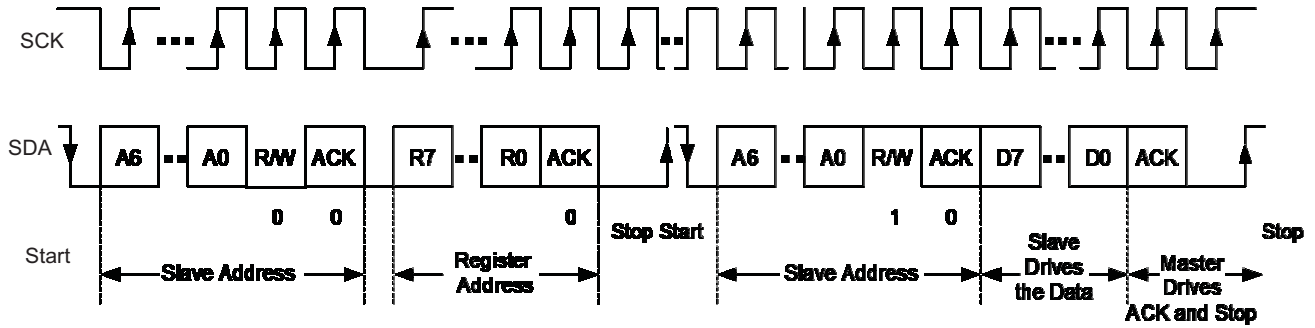 SCK
SDA
A6 A0 R/W ACK R7 R0 ACK A6 A0 R/W ACK D7 D0 ACK
0 0 0 1 0
Stop Start
Stop
Start
Slave Address
Register
Address
Slave Address
Slave
Drives
the Data
Master
Drives
ACK and Stop